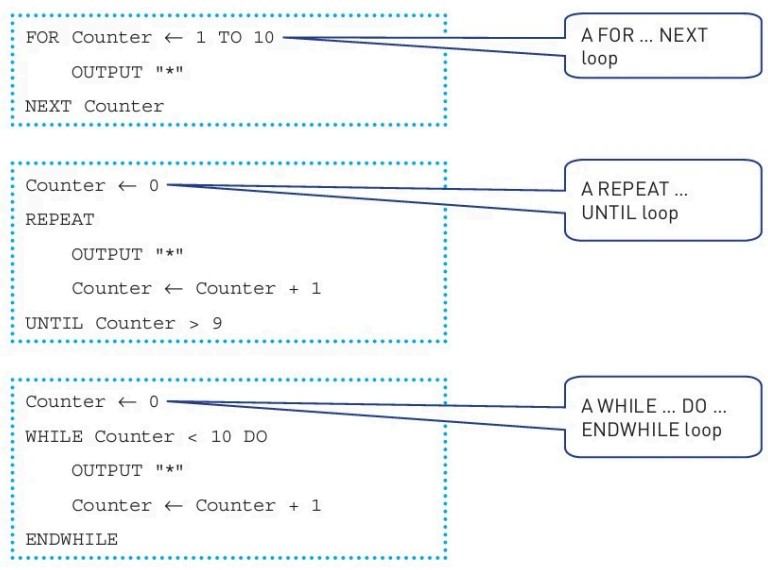 FOR Counter ← 1 TO 10
OUTPUT "*"
NEXT Counter
A FOR ... NEXT
loop
Counter ← 0
REPEAT
OUTPUT "*"
Counter ← Counter + 1
UNTIL Counter > 9
A REPEAT ...
UNTIL loop
Counter ← 0
WHILE Counter < 10 DO
OUTPUT "*"
Counter ← Counter + 1
ENDWHILE
A WHILE ... DO ...
ENDWHILE loop